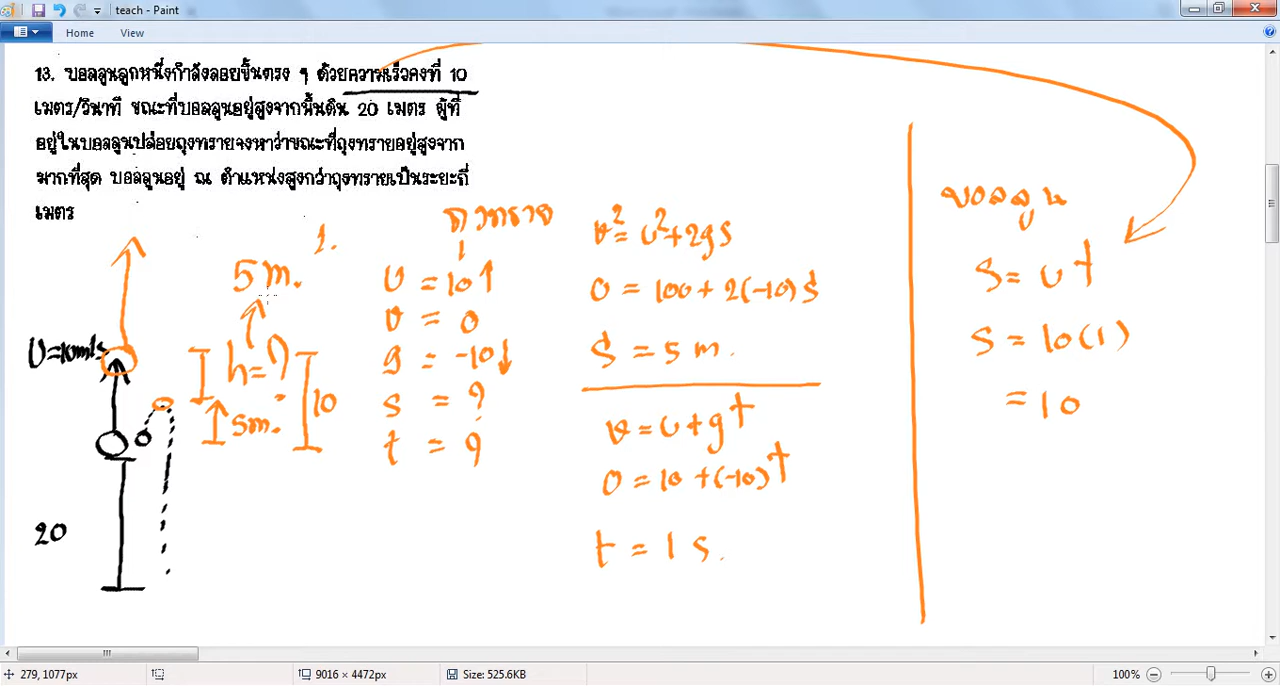 teach - Paint
Home View
13. บอลลูนลูกหนึ่งกำลังลอยขึ้นตรง ๆ ด้วยความเร็วคงที่ 10
เมตร/วินาที ขณะที่บอลลูนอยู่สูงจากพื้นดิน 20 เมตร ผู้ที่
อยู่ในบอลลูนปล่อยถุงทรายจงหาว่าขณะที่ถุงทรายอยู่สูงจาก
มากที่สุด บอลลูนอยู่ ณ ตำแหน่งสูงกว่าถุงทรายเป็นระยะกี่
เมตร
1.
5 m.
U=10m/s
h=?
5m.
10
20
ถุงทราย
U = 10↑
v = 0
g = -10↓
s = ?
t = ?
v²= u²+2gs
0 = 100+2(-10)s
S = 5 m.
v = u+gt
0 = 10+(-10)t
t = 1 s.
บอลลูน
S = ut
S = 10(1)
= 10
279, 1077px
9016 × 4472px
Size: 525.6KB
100%